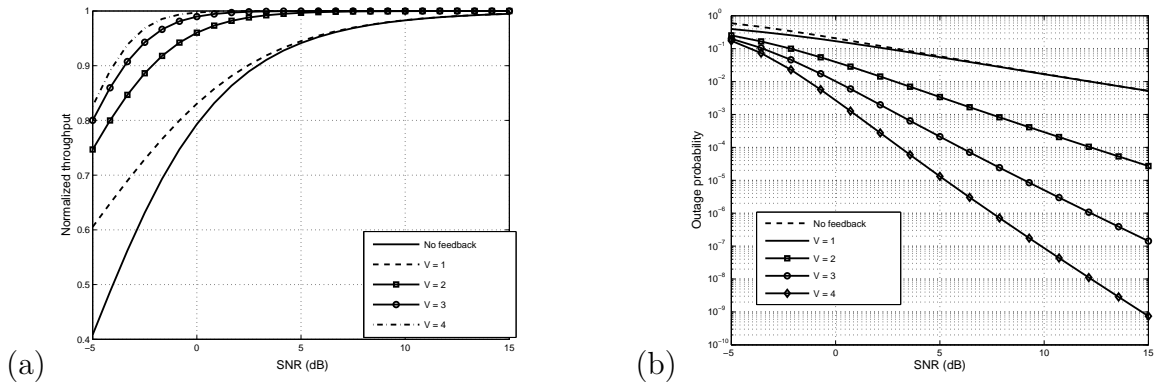 1
0.9
0.8
0.7
0.6
0.5
0.4
−5
0
5
10
15
SNR (dB)
Normalized throughput
No feedback
V = 1
V = 2
V = 3
V = 4
(a)
10^0
10^−1
10^−2
10^−3
10^−4
10^−5
10^−6
10^−7
10^−8
10^−9
10^−10
−5
0
5
10
15
SNR (dB)
Outage probability
No feedback
V = 1
V = 2
V = 3
V = 4
(b)